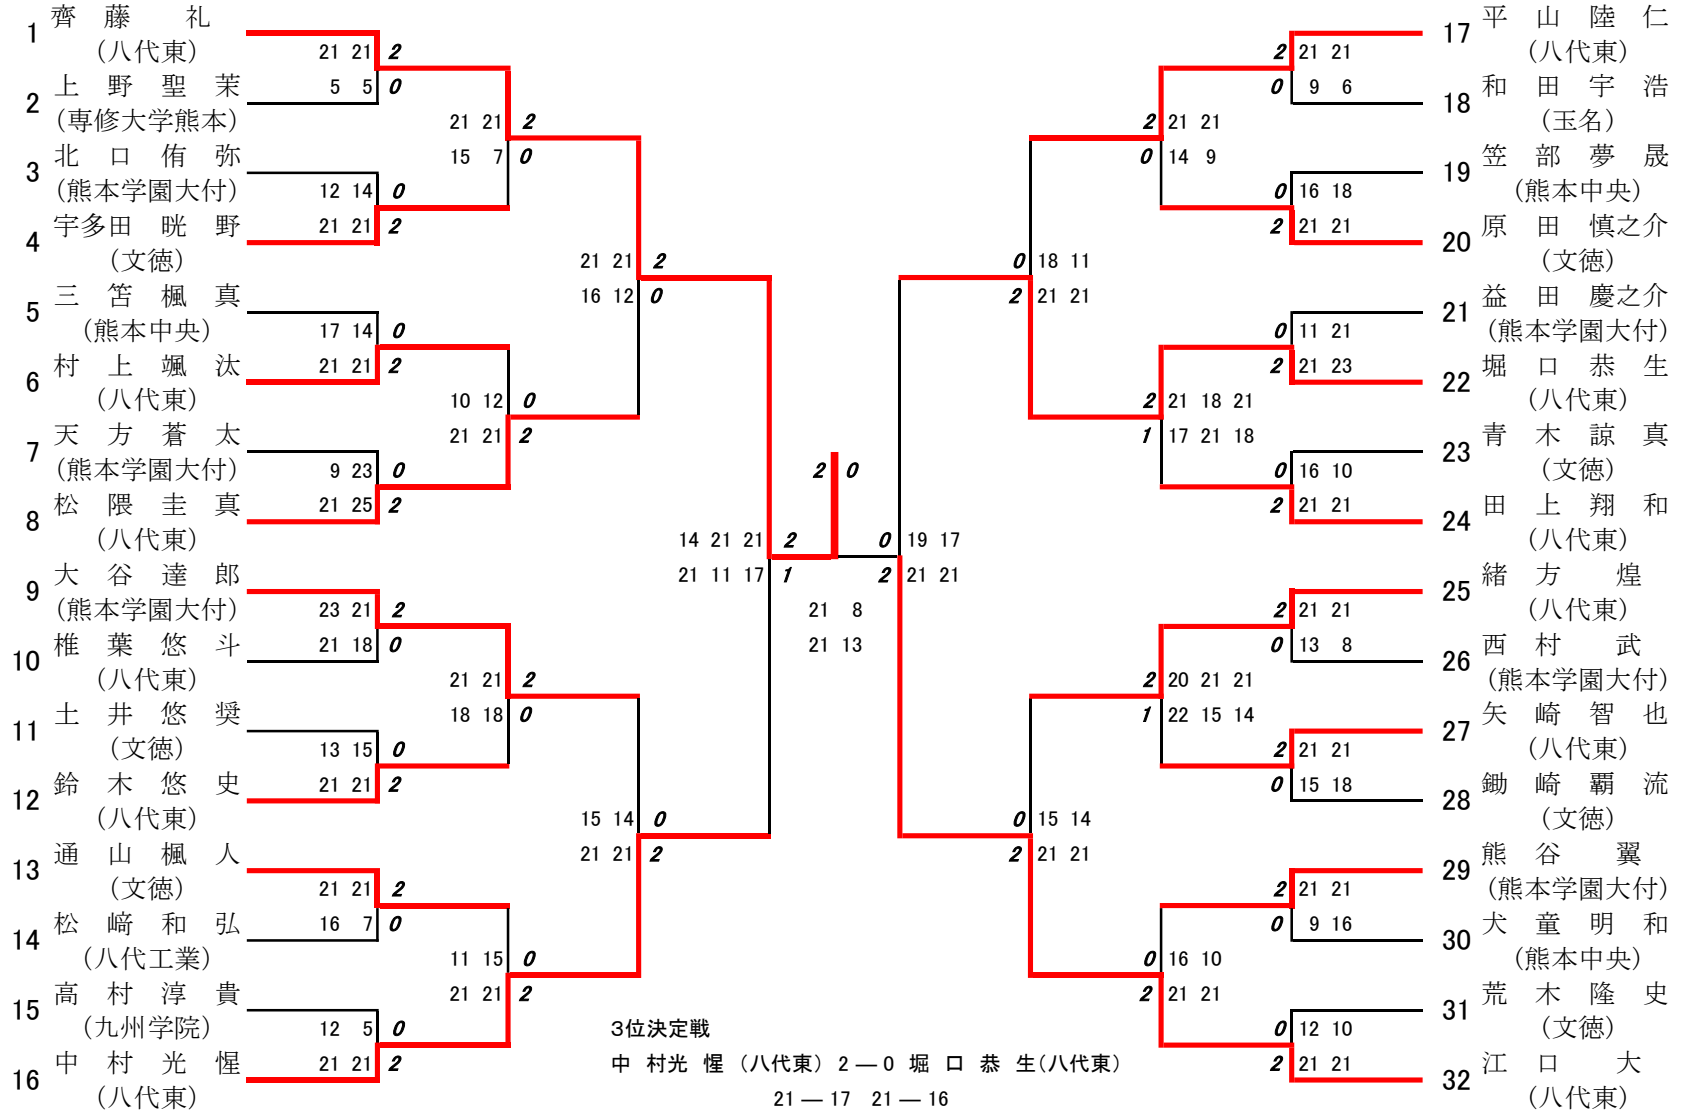 1 齊藤 礼
(八代東)
21 21 2
2 上野聖茉
5 5 0
(専修大学熊本)
21 21 2
15 7 0
3 北口侑弥
(熊本学園大付)
12 14 0
4 宇多田晄野
21 21 2
(文徳)
21 21 2
16 12 0
5 三笘楓真
(熊本中央)
17 14 0
6 村上颯汰
21 21 2
(八代東)
10 12 0
21 21 2
7 天方蒼太
(熊本学園大付)
9 23 0
8 松隈圭真
21 25 2
(八代東)
14 21 21 2
21 11 17 1
9 大谷達郎
(熊本学園大付)
23 21 2
10 椎葉悠斗
21 18 0
(八代東)
21 21 2
18 18 0
11 土井悠奨
(文徳)
13 15 0
12 鈴木悠史
21 21 2
(八代東)
15 14 0
21 21 2
13 通山楓人
(文徳)
21 21 2
14 松﨑和弘
16 7 0
(八代工業)
11 15 0
21 21 2
15 高村淳貴
(九州学院)
12 5 0
16 中村光惺
21 21 2
(八代東)
2 0
21 8
21 13
平山陸仁 17
(八代東)
2 21 21
和田宇浩 18
0 9 6
(玉名)
2 21 21
0 14 9
笠部夢晟 19
(熊本中央)
0 16 18
原田慎之介 20
2 21 21
(文徳)
0 18 11
2 21 21
益田慶之介 21
(熊本学園大付)
0 11 21
堀口恭生 22
2 21 23
(八代東)
2 21 18 21
1 17 21 18
青木諒真 23
(文徳)
0 16 10
田上翔和 24
2 21 21
(八代東)
0 19 17
2 21 21
緒方 煌 25
(八代東)
2 21 21
西村 武 26
0 13 8
(熊本学園大付)
2 20 21 21
1 22 15 14
矢崎智也 27
(八代東)
2 21 21
鋤崎覇流 28
0 15 18
(文徳)
0 15 14
2 21 21
熊谷 翼 29
(熊本学園大付)
2 21 21
犬童明和 30
0 9 16
(熊本中央)
0 16 10
2 21 21
荒木隆史 31
(文徳)
0 12 10
江口 大 32
2 21 21
(八代東)
3位決定戦
中 村光 惺 (八代東) 2 — 0 堀 口 恭 生(八代東)
21 — 17 21 — 16